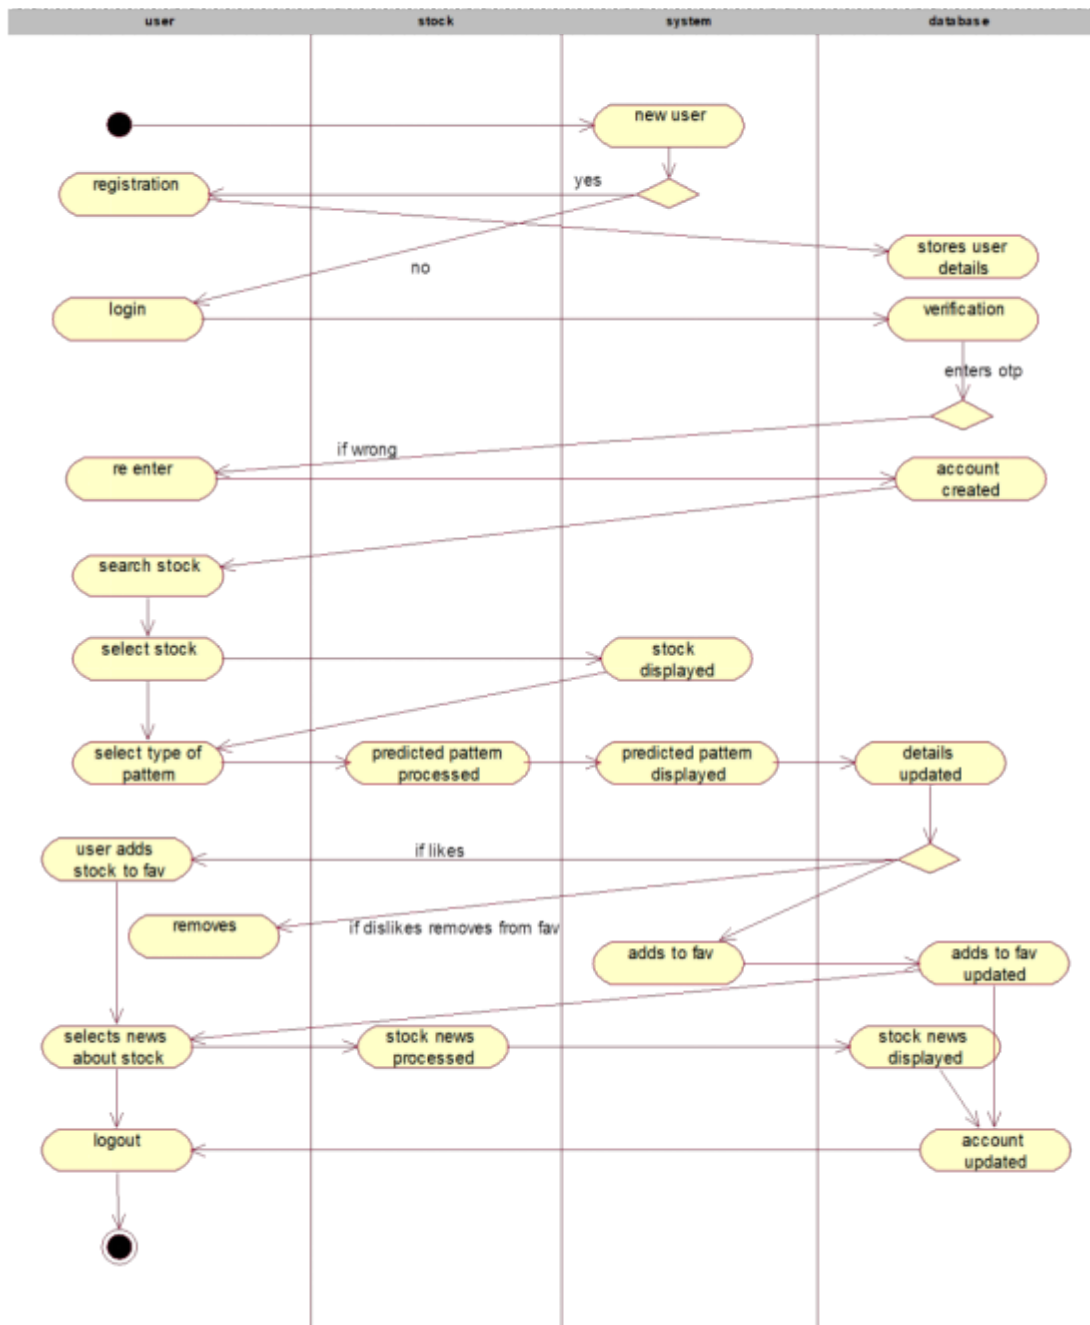 user
stock
system
database
new user
yes
registration
stores user
details
no
login
verification
enters otp
if wrong
re enter
account
created
search stock
select stock
stock
displayed
select type of
pattern
predicted pattern
processed
predicted pattern
displayed
details
updated
user adds
stock to fav
if likes
removes
if dislikes removes from fav
adds to fav
adds to fav
updated
selects news
about stock
stock news
processed
stock news
displayed
logout
account
updated